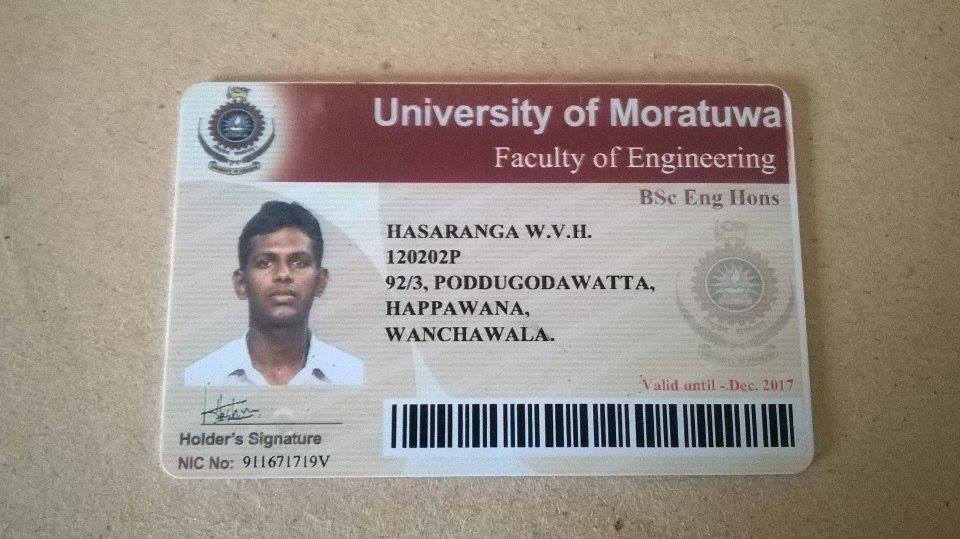 University of Moratuwa
Faculty of Engineering
BSc Eng Hons
HASARANGA W.V.H.
120202P
92/3, PODDUGODAWATTA,
HAPPAWANA,
WANCHAWALA.
Valid until - Dec. 2017
Holder's Signature
NIC No: 911671719V